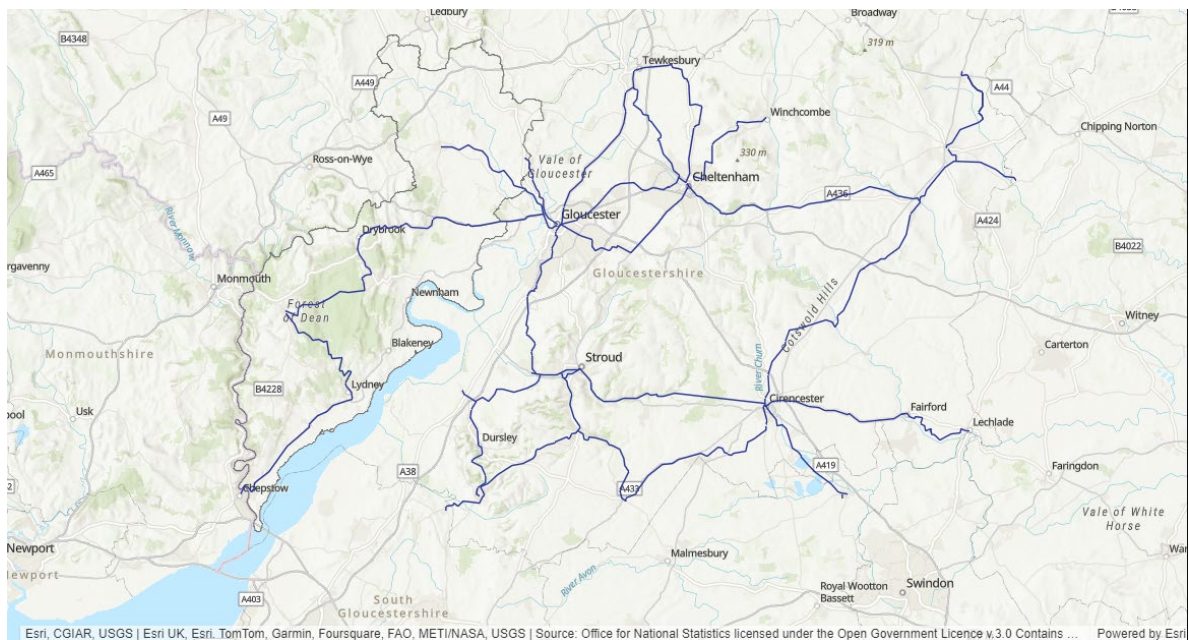 Ledbury
Broadway
B4348
319 m
A449
Tewkesbury
A44
A49
Winchcombe
Chipping Norton
Ross-on-Wye
Vale of
Gloucester
330 m
A465
Cheltenham
A436
River Monnow
Gloucester
A424
Drybrook
B4022
ergavenny
Monmouth
Gloucestershire
Newnham
Forest
of Dean
Cotswold Hills
Witney
Monmouthshire
Blakeney
Stroud
River Churn
Carterton
Lydney
B4228
Cirencester
Fairford
Usk
pool
Lechlade
Dursley
A38
A419
Faringdon
Chepstow
A433
Vale of White
Horse
Newport
Newport
Malmesbury
River Avon
Swindon
Royal Wootton
Bassett
A403
South
Gloucestershire
Esri, CGIAR, USGS | Esri UK, Esri, TomTom, Garmin, Foursquare, FAO, METI/NASA, USGS | Source: Office for National Statistics licensed under the Open Government Licence v.3.0 Contains ... Powered by Esri